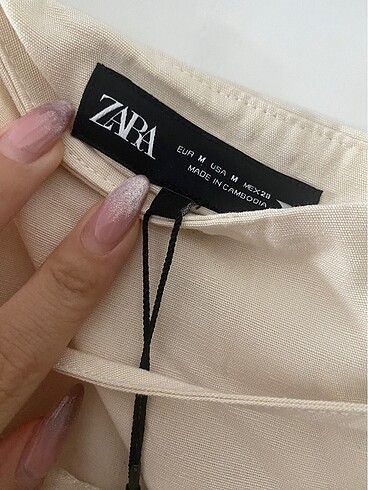 ZARA
EUR M USA M MEX 28
MADE IN CAMBODIA